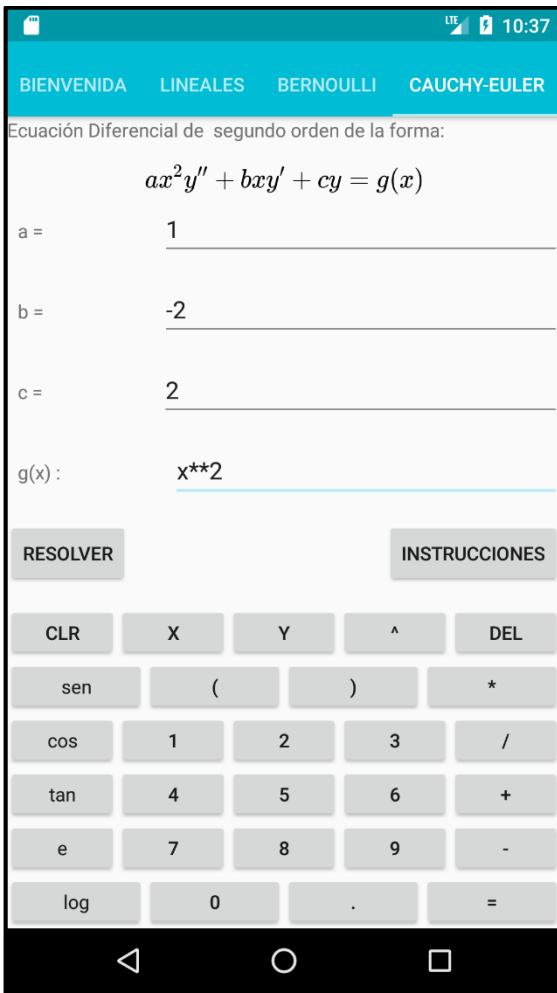 LTE 10:37
BIENVENIDA LINEALES BERNOULLI CAUCHY-EULER
Ecuación Diferencial de segundo orden de la forma:
ax²y′′ + bxy′ + cy = g(x)
a = 1
b = -2
c = 2
g(x) : x**2
RESOLVER INSTRUCCIONES
CLR X Y ^ DEL
sen ( ) *
cos 1 2 3 /
tan 4 5 6 +
e 7 8 9 -
log 0 . =